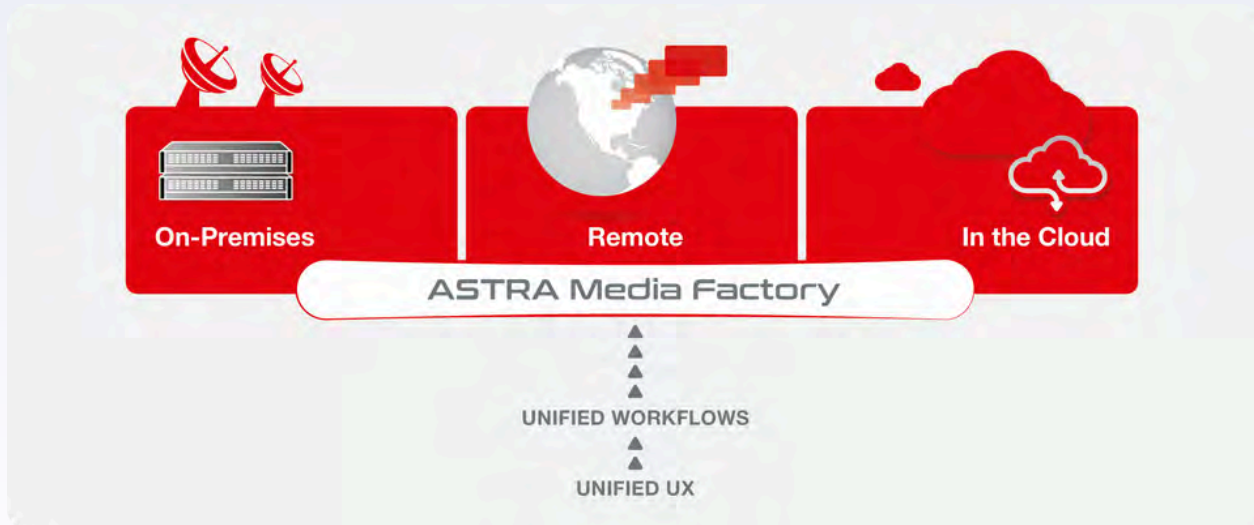 On-Premises
Remote
In the Cloud
ASTRA Media Factory
UNIFIED WORKFLOWS
UNIFIED UX